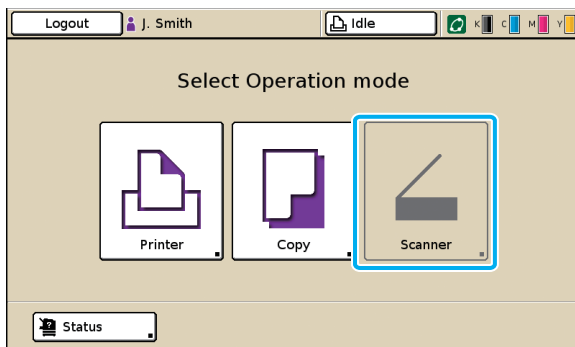 Logout J. Smith Idle K C M Y
Select Operation mode
Printer Copy Scanner
Status